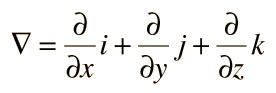 ∇ = ∂/∂x i + ∂/∂y j + ∂/∂z k